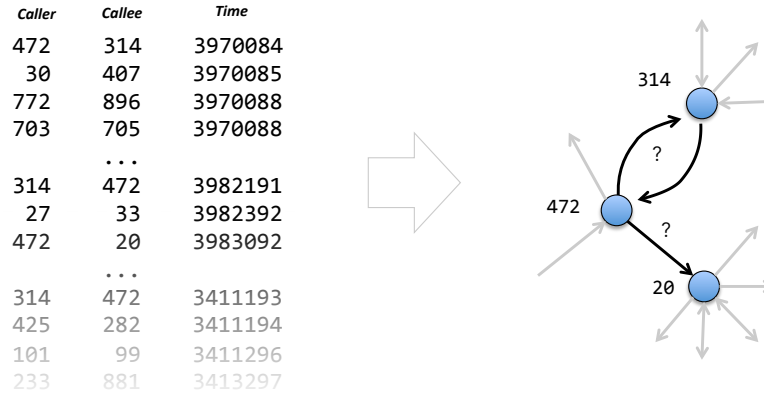 Caller Callee Time
472 314 3970084
30 407 3970085
772 896 3970088
703 705 3970088
...
314 472 3982191
27 33 3982392
472 20 3983092
...
314 472 3411193
425 282 3411194
101 99 3411296
233 881 3413297
314
?
472
?
20